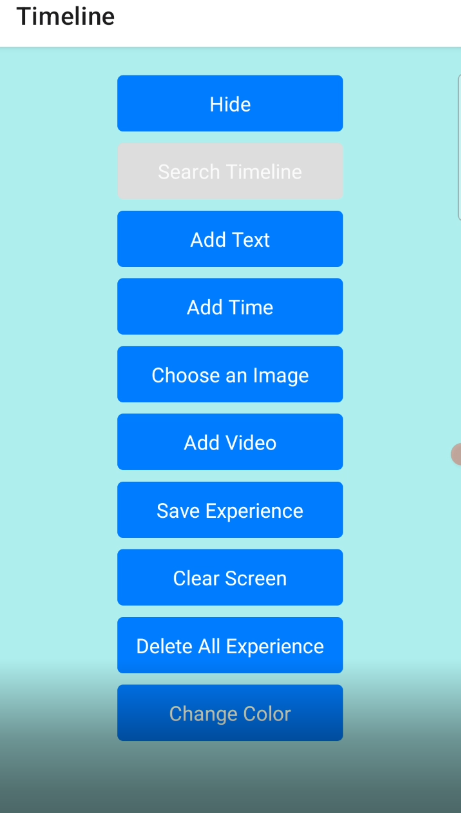 Timeline
Hide
Search Timeline
Add Text
Add Time
Choose an Image
Add Video
Save Experience
Clear Screen
Delete All Experience
Change Color